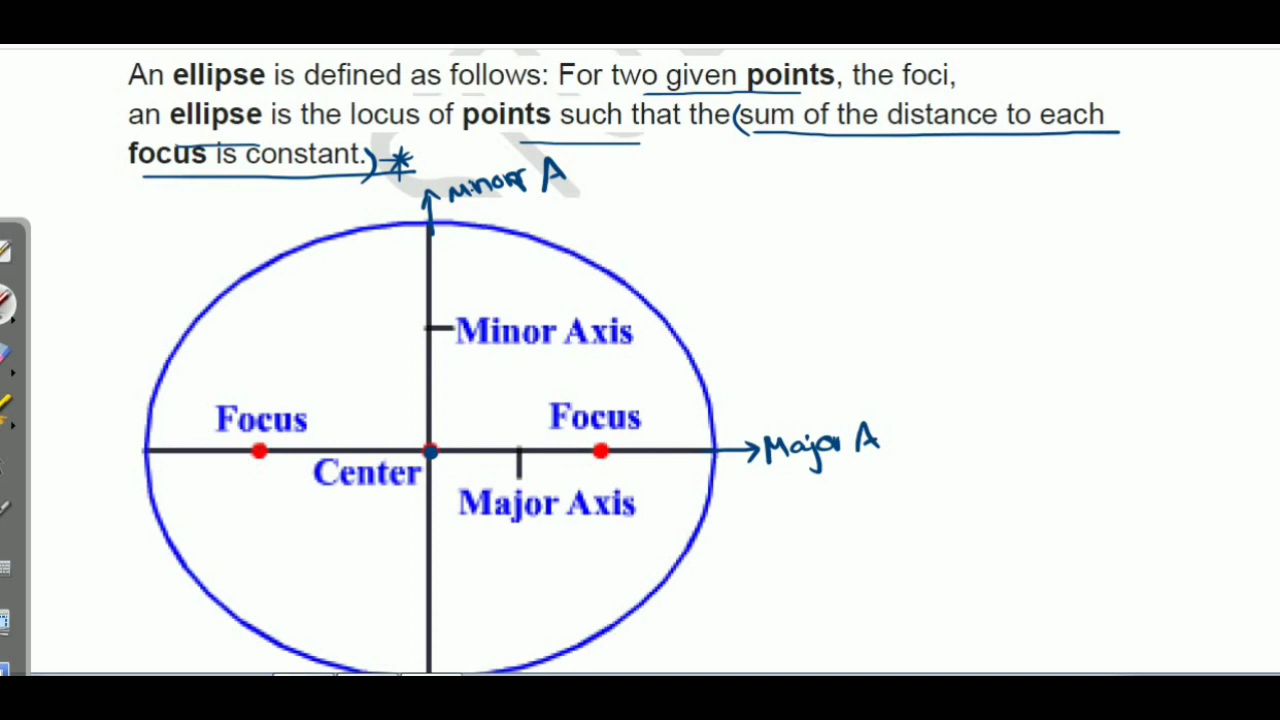 An ellipse is defined as follows: For two given points, the foci,
an ellipse is the locus of points such that the (sum of the distance to each
focus is constant.) *
Minor A
Minor Axis
Focus
Focus
Major A
Center
Major Axis